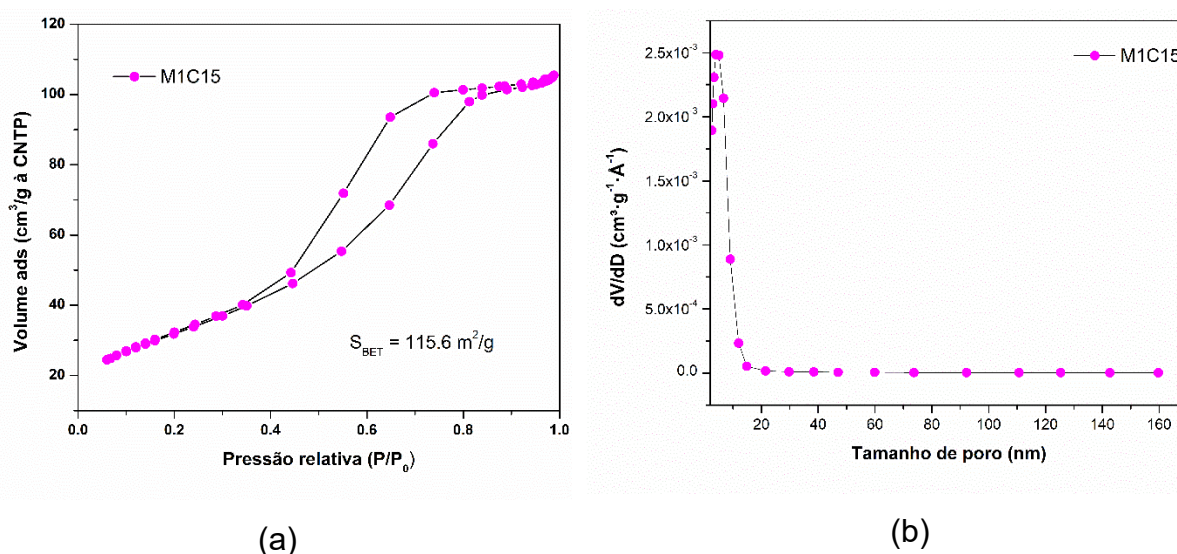 120
100
80
60
40
20
0.0
0.2
0.4
0.6
0.8
1.0
Volume ads (cm³/g à CNTP)
Pressão relativa (P/P₀)
M1C15
S_BET = 115.6 m²/g
(a)
2.5x10⁻³
2.0x10⁻³
1.5x10⁻³
1.0x10⁻³
5.0x10⁻⁴
0.0
20
40
60
80
100
120
140
160
dV/dD (cm³·g⁻¹·A⁻¹)
Tamanho de poro (nm)
M1C15
(b)